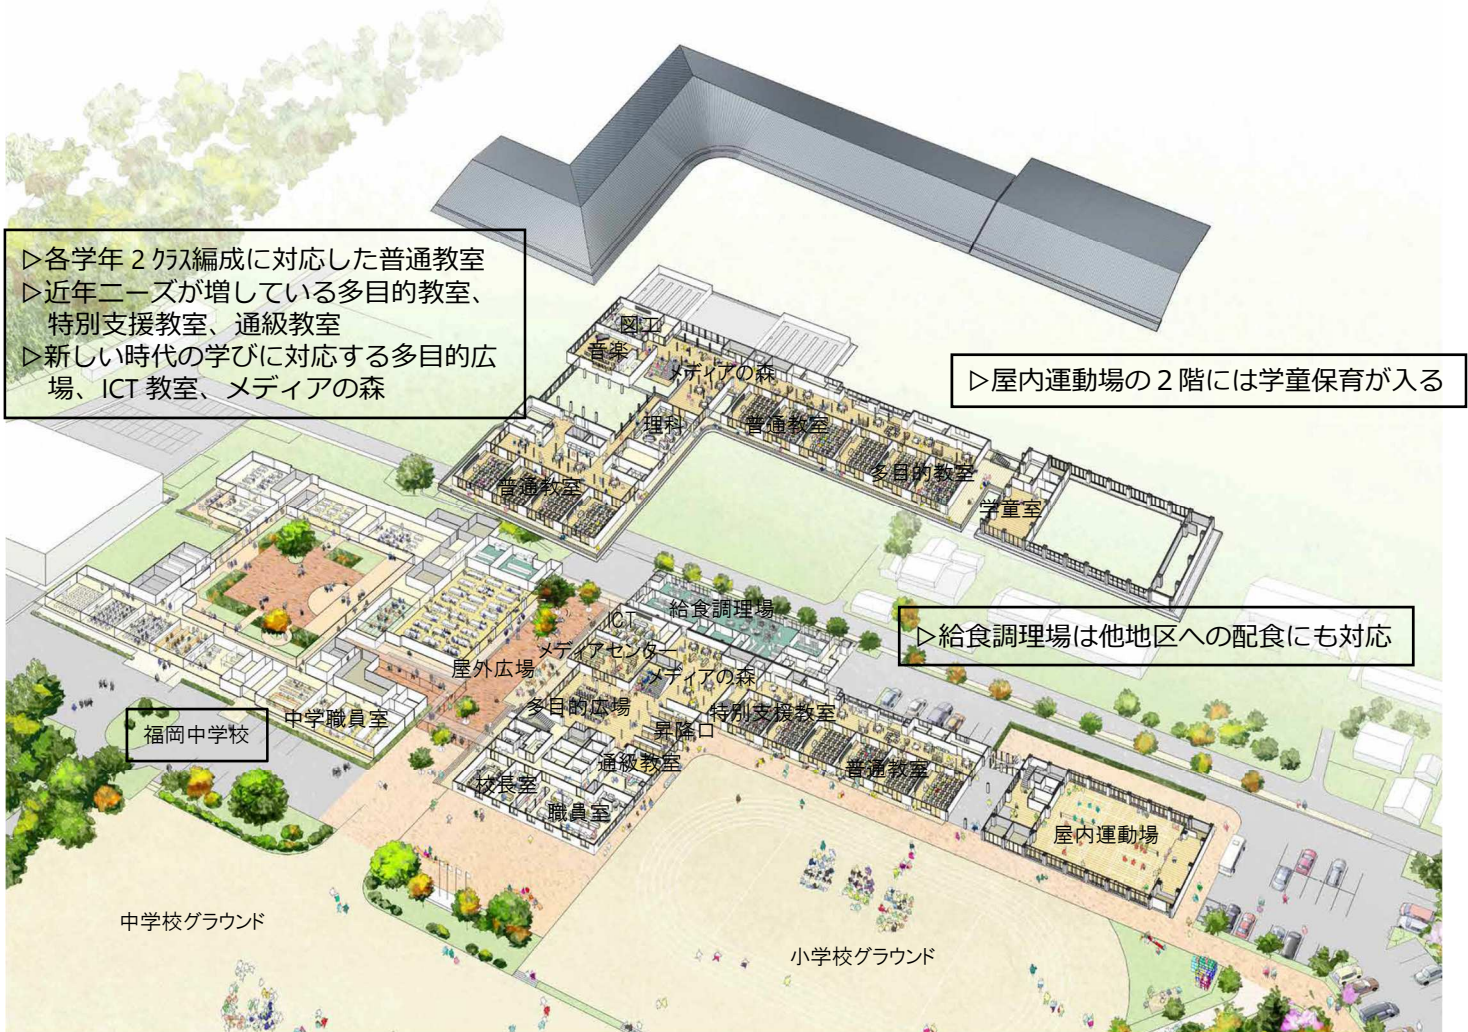 ▷各学年２クラス編成に対応した普通教室
▷近年ニーズが増している多目的教室、
特別支援教室、通級教室
▷新しい時代の学びに対応する多目的広
場、ICT 教室、メディアの森
図工
音楽
メディアの森
理科
普通教室
普通教室
多目的教室
学童室
▷屋内運動場の２階には学童保育が入る
▷給食調理場は他地区への配食にも対応
給食調理場
ICT
メディアセンター
メディアの森
屋外広場
多目的広場
特別支援教室
昇降口
通級教室
普通教室
校長室
職員室
中学職員室
福岡中学校
屋内運動場
中学校グラウンド
小学校グラウンド